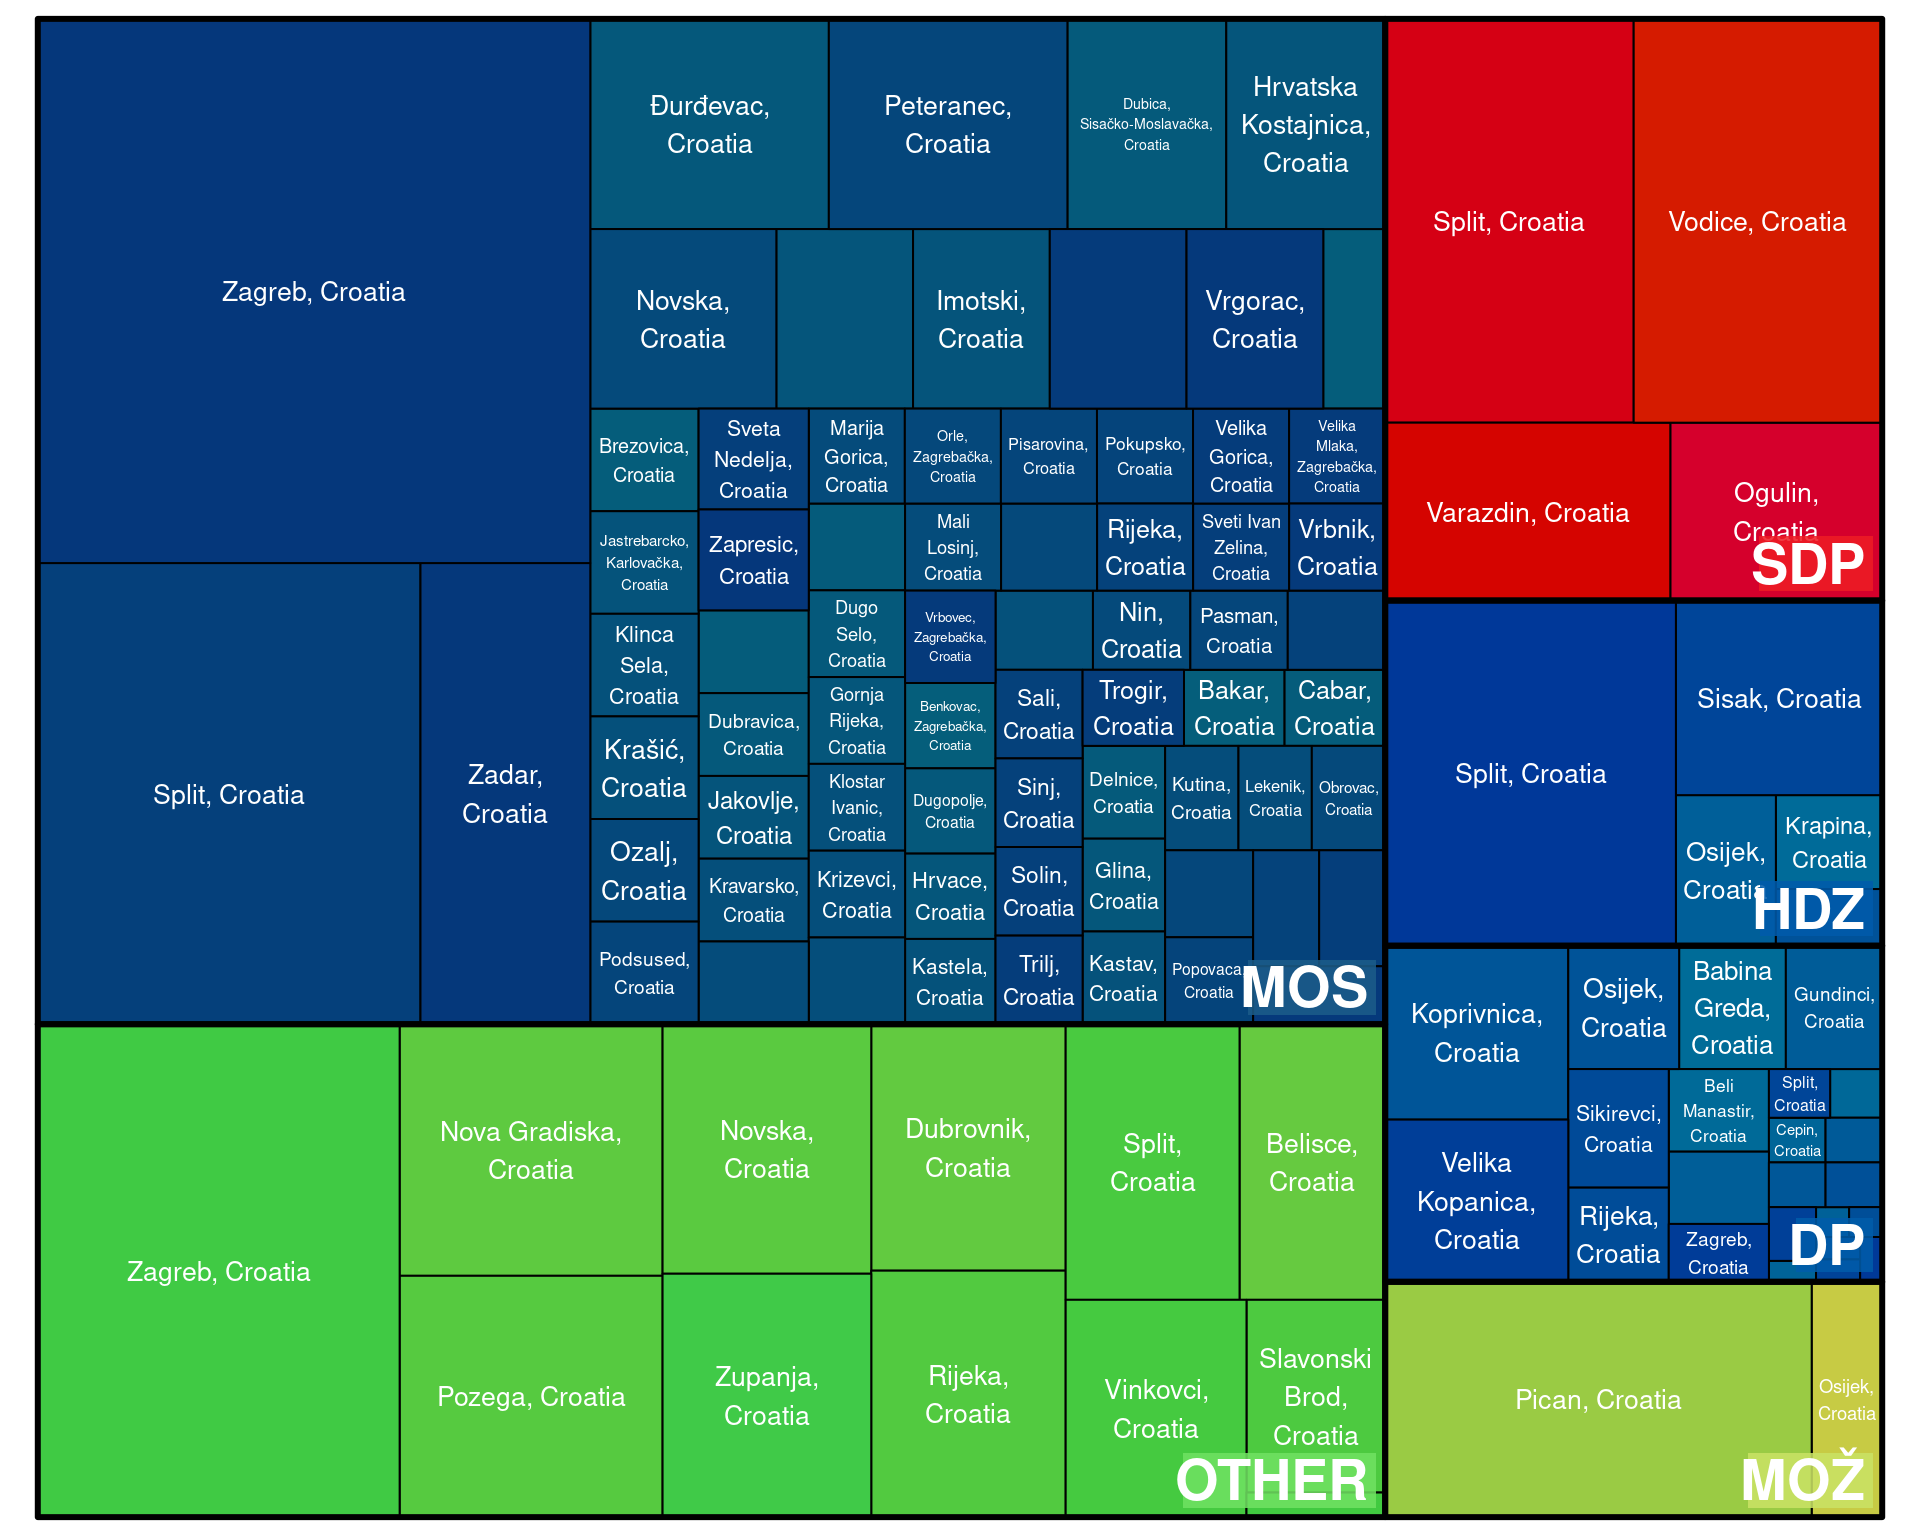 Zagreb, Croatia
Split, Croatia
Zadar,
Croatia
Đurđevac,
Croatia
Peteranec,
Croatia
Dubica,
Sisačko-Moslavačka,
Croatia
Hrvatska
Kostajnica,
Croatia
Novska,
Croatia
Imotski,
Croatia
Vrgorac,
Croatia
Brezovica,
Croatia
Jastrebarcko,
Karlovačka,
Croatia
Klinca
Sela,
Croatia
Krašić,
Croatia
Ozalj,
Croatia
Podsused,
Croatia
Sveta
Nedelja,
Croatia
Zapresic,
Croatia
Dubravica,
Croatia
Jakovlje,
Croatia
Kravarsko,
Croatia
Marija
Gorica,
Croatia
Dugo
Selo,
Croatia
Gornja
Rijeka,
Croatia
Klostar
Ivanic,
Croatia
Krizevci,
Croatia
Orle,
Zagrebačka,
Croatia
Pisarovina,
Croatia
Pokupsko,
Croatia
Velika
Gorica,
Croatia
Velika
Mlaka,
Zagrebačka,
Croatia
Mali
Losinj,
Croatia
Rijeka,
Croatia
Sveti Ivan
Zelina,
Croatia
Vrbnik,
Croatia
Vrbovec,
Zagrebačka,
Croatia
Benkovac,
Zagrebačka,
Croatia
Dugopolje,
Croatia
Hrvace,
Croatia
Kastela,
Croatia
Nin,
Croatia
Pasman,
Croatia
Sali,
Croatia
Sinj,
Croatia
Solin,
Croatia
Trilj,
Croatia
Trogir,
Croatia
Bakar,
Croatia
Cabar,
Croatia
Delnice,
Croatia
Glina,
Croatia
Kastav,
Croatia
Kutina,
Croatia
Lekenik,
Croatia
Obrovac,
Croatia
Popovaca,
Croatia
MOS
Zagreb, Croatia
Nova Gradiska,
Croatia
Pozega, Croatia
Novska,
Croatia
Zupanja,
Croatia
Dubrovnik,
Croatia
Rijeka,
Croatia
Split,
Croatia
Belisce,
Croatia
Vinkovci,
Croatia
Slavonski
Brod,
Croatia
OTHER
Split, Croatia
Vodice, Croatia
Varazdin, Croatia
Ogulin,
Croatia
SDP
Split, Croatia
Sisak, Croatia
Osijek,
Croatia
Krapina,
Croatia
HDZ
Koprivnica,
Croatia
Velika
Kopanica,
Croatia
Osijek,
Croatia
Babina
Greda,
Croatia
Gundinci,
Croatia
Sikirevci,
Croatia
Rijeka,
Croatia
Beli
Manastir,
Croatia
Zagreb,
Croatia
Split,
Croatia
Cepin,
Croatia
DP
Pican, Croatia
Osijek,
Croatia
MOŽ